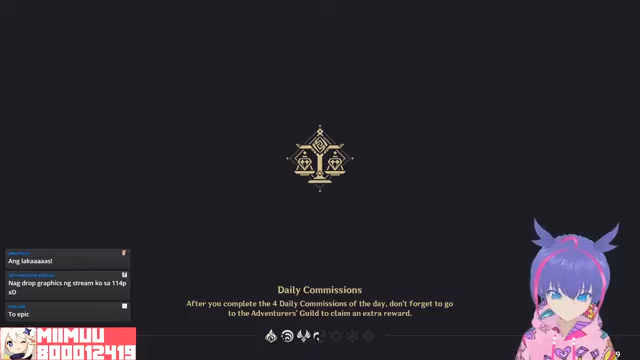 Ang lakaaaaas!
Nag drop graphics ng stream ko sa 114p
xD
To epic
Daily Commissions
After you complete the 4 Daily Commissions of the day, don't forget to go
to the Adventurers' Guild to claim an extra reward.
MIIMUU
800012419
9